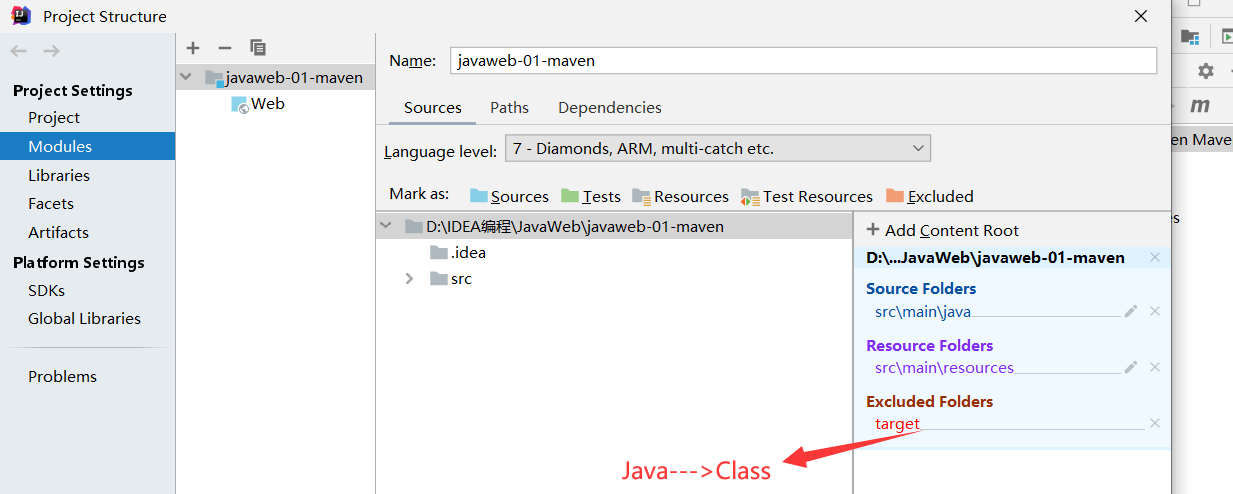 Project Structure
Project Settings
Project
Modules
Libraries
Facets
Artifacts
Platform Settings
SDKs
Global Libraries
Problems
javaweb-01-maven
Web
Name: javaweb-01-maven
Sources Paths Dependencies
Language level: 7 - Diamonds, ARM, multi-catch etc.
Mark as: Sources Tests Resources Test Resources Excluded
D:\IDEA编程\JavaWeb\javaweb-01-maven
.idea
src
Add Content Root
D:\...JavaWeb\javaweb-01-maven
Source Folders
src\main\java
Resource Folders
src\main\resources
Excluded Folders
target
Java--->Class
m
Maven